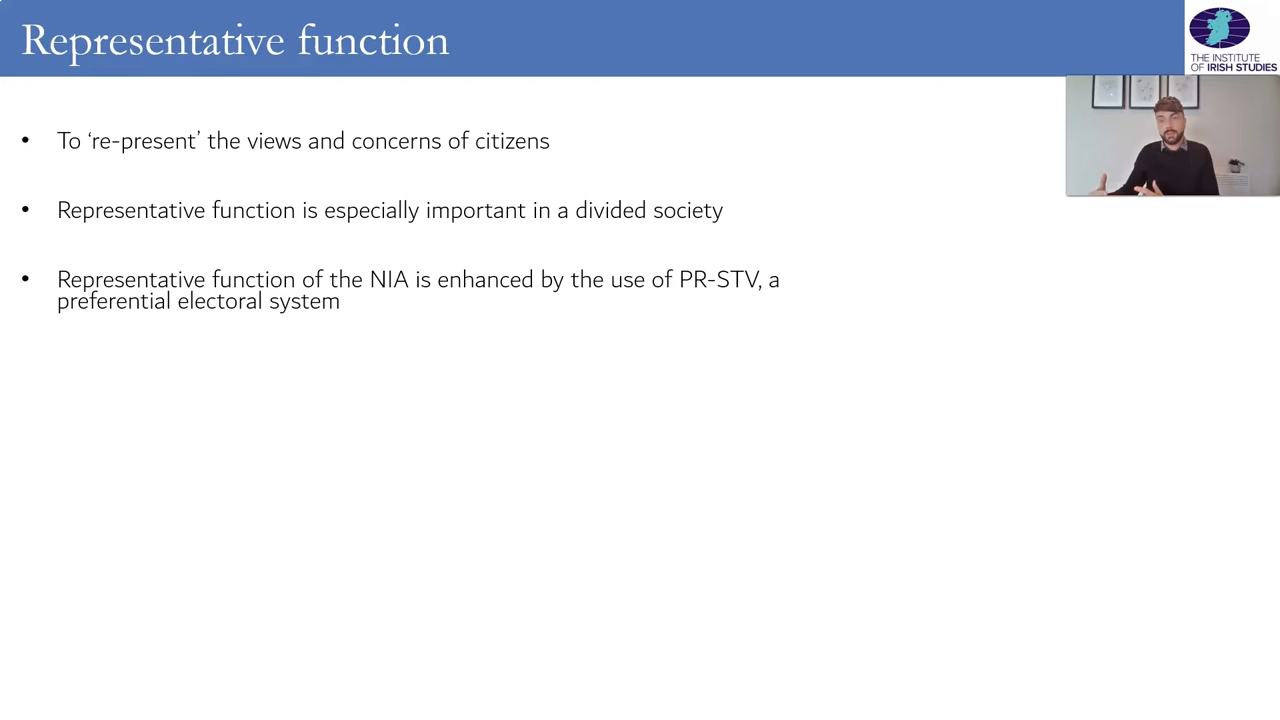 Representative function
THE INSTITUTE
OF IRISH STUDIES
• To ‘re-present’ the views and concerns of citizens
• Representative function is especially important in a divided society
• Representative function of the NIA is enhanced by the use of PR-STV, a
preferential electoral system